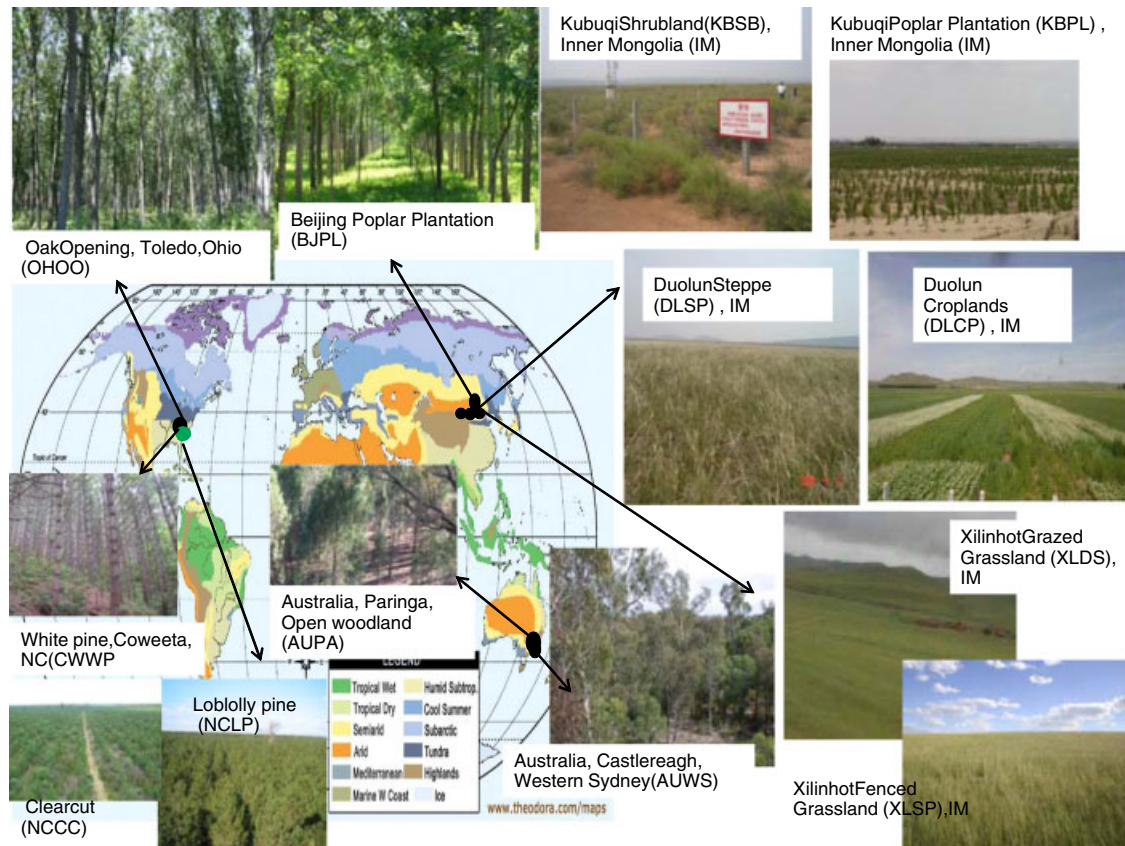 KubuqiShrubland(KBSB),
Inner Mongolia (IM)
KubuqiPoplar Plantation (KBPL) ,
Inner Mongolia (IM)
OakOpening, Toledo,Ohio
(OHOO)
Beijing Poplar Plantation
(BJPL)
DuolunSteppe
(DLSP) , IM
Duolun
Croplands
(DLCP) , IM
Tropic of Cancer
White pine,Coweeta,
NC(CWWP
Australia, Paringa,
Open woodland
(AUPA)
XilinhotGrazed
Grassland (XLDS),
IM
LEGEND
Tropical Wet
Tropical Dry
Semiarid
Arid
Mediterranean
Marine W Coast
Humid Subtrop.
Cool Summer
Subarctic
Tundra
Highlands
Ice
Loblolly pine
(NCLP)
Clearcut
(NCCC)
Australia, Castlereagh,
Western Sydney(AUWS)
www.theodora.com/maps
XilinhotFenced
Grassland (XLSP),IM